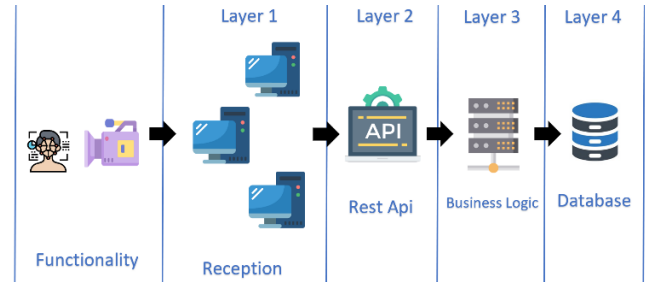 Layer 1
Layer 2
Layer 3
Layer 4
API
Functionality
Reception
Rest Api
Business Logic
Database